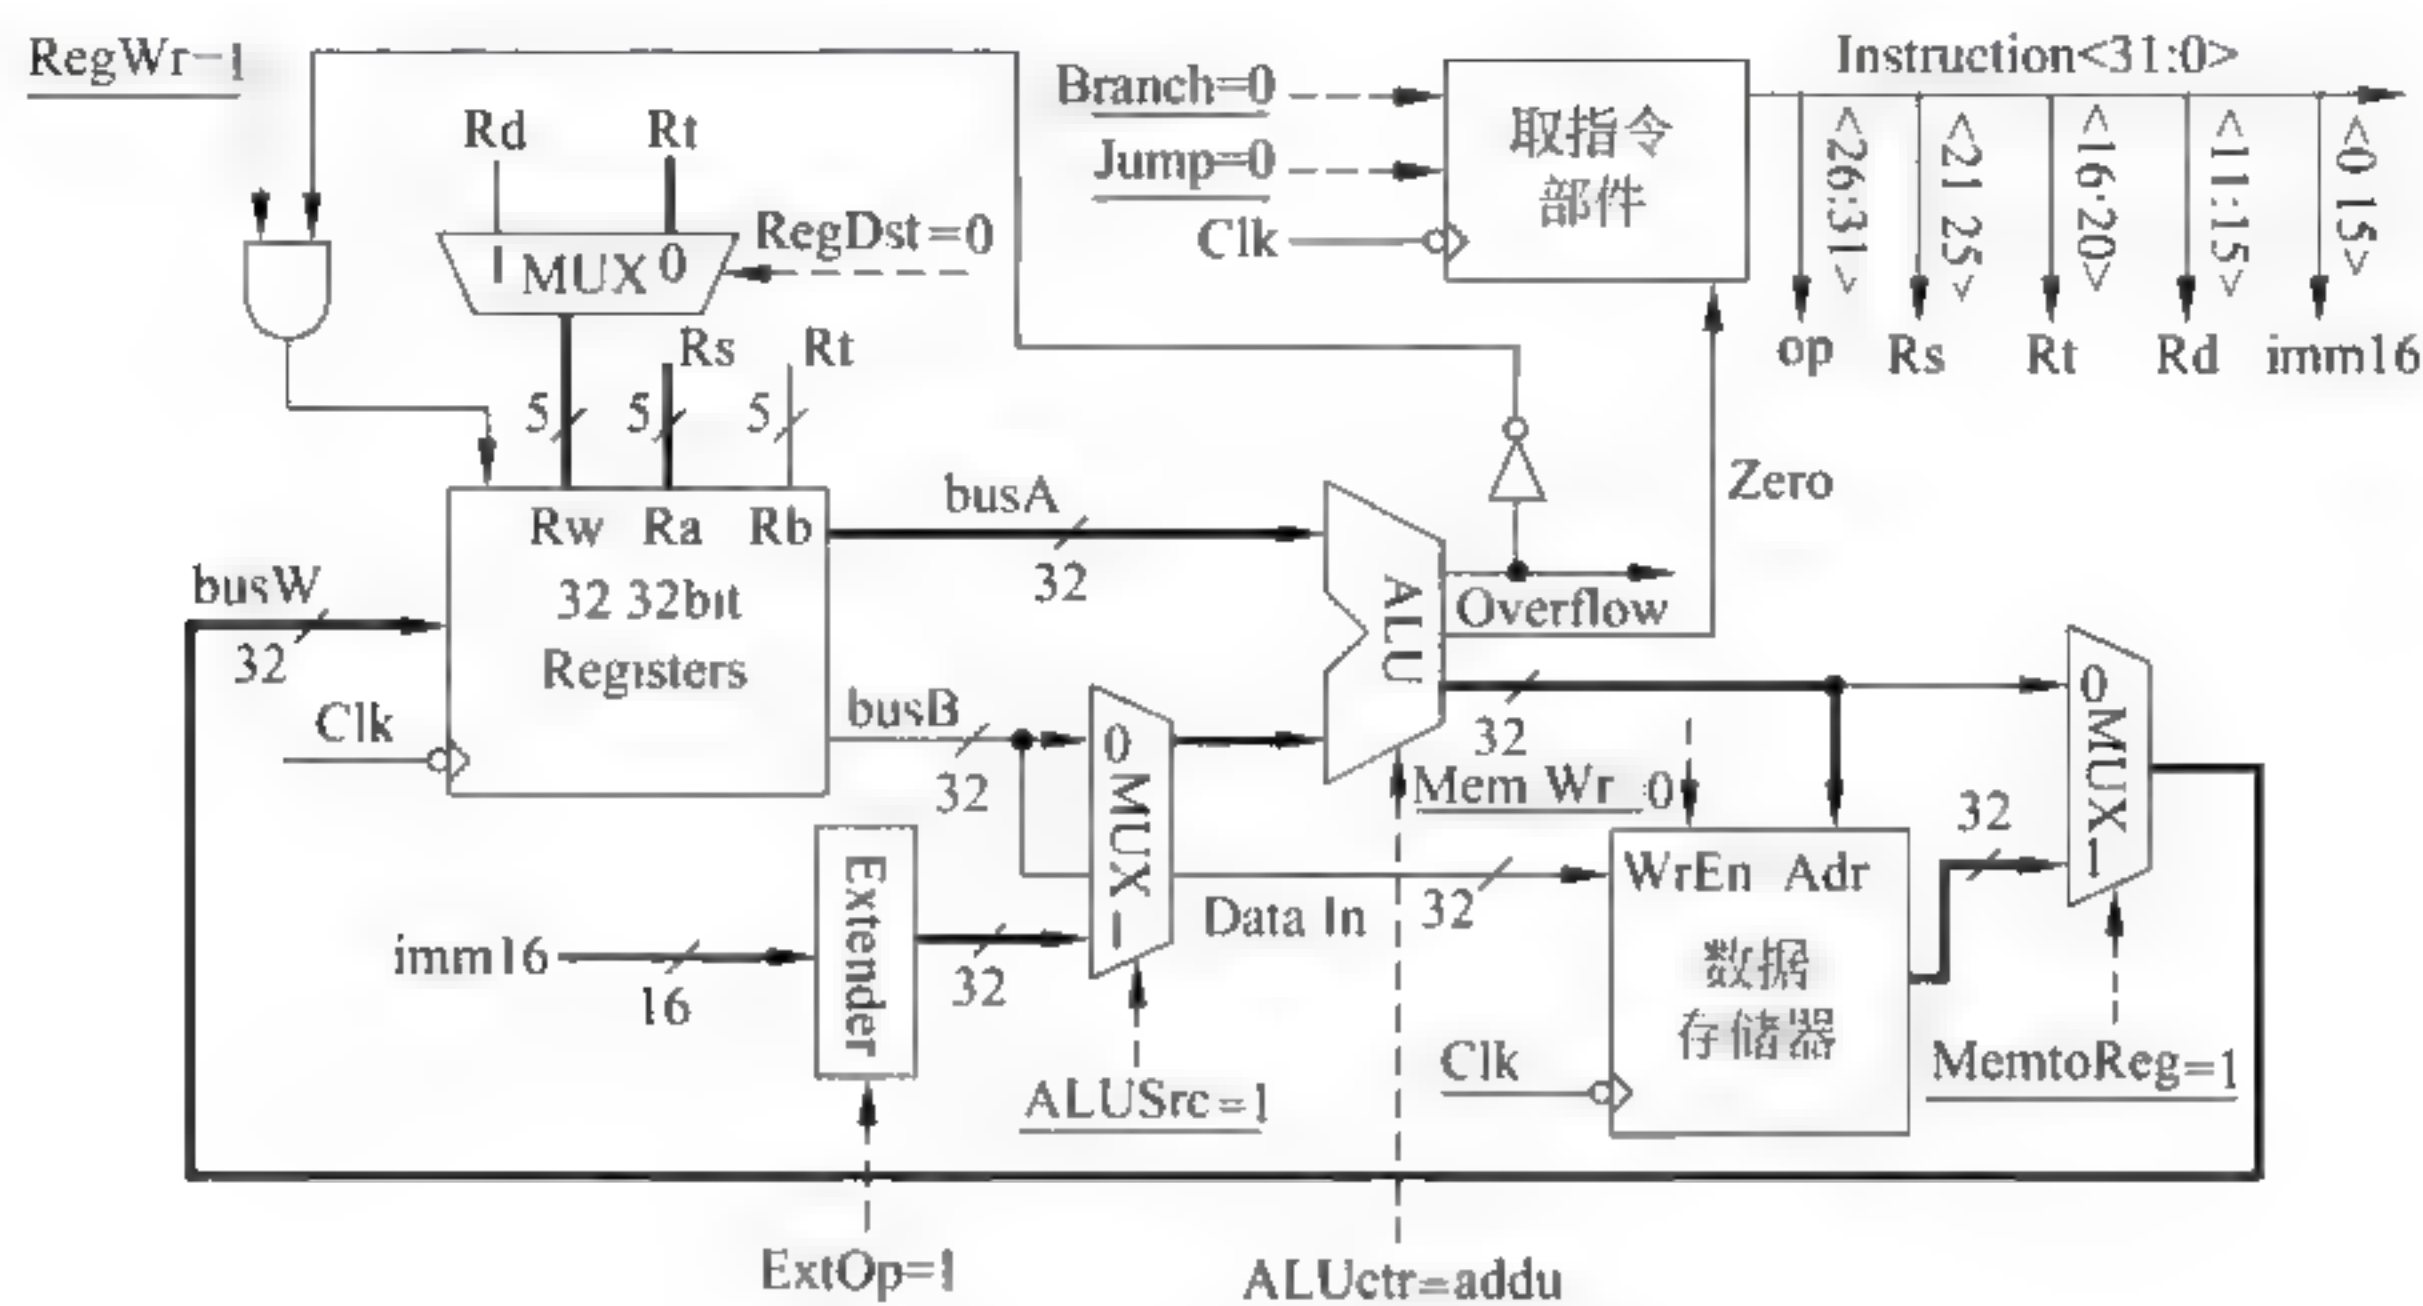 RegWr=1
Rd
Rt
1 MUX 0
RegDst=0
Branch=0
Jump=0
Clk
取指令
部件
Instruction<31:0>
<26:31>
<21 25>
<16:20>
<11:15>
<0 15>
op
Rs
Rt
Rd
imm16
Rs
Rt
5
5
5
Rw
Ra
Rb
32 32bit
Registers
busW
32
Clk
busA
32
busB
32
ALU
Overflow
Zero
32
0
MUX
1
Extender
imm16
16
32
ALUSrc=1
ExtOp=1
ALUctr=addu
Data In
32
Mem Wr 0
WrEn Adr
数据
存储器
Clk
32
0
MUX
1
MemtoReg=1